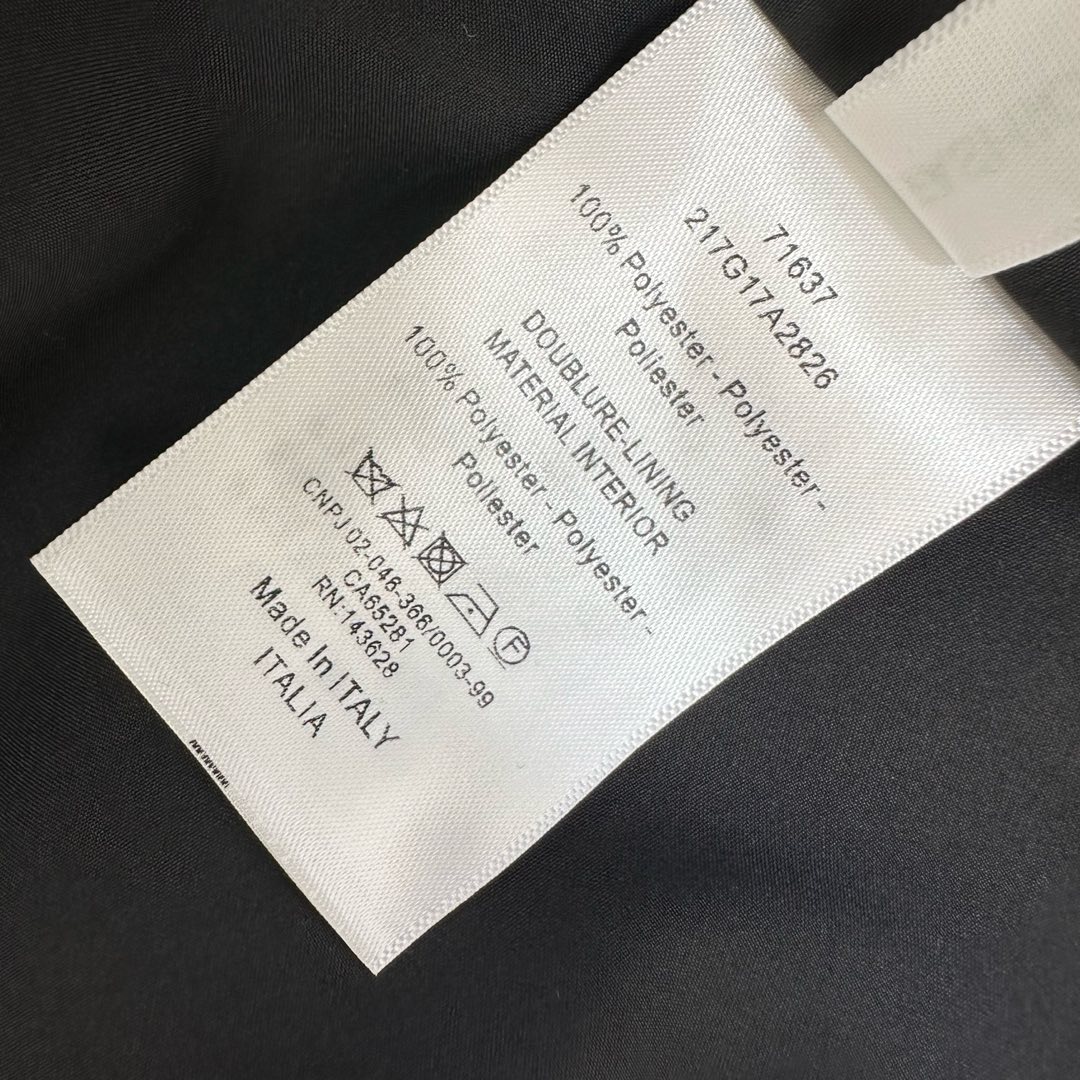 71637
217G17A2826
100% Polyester - Polyester -
Poliester
DOUBLURE-LINING
MATERIAL INTERIOR
100% Polyester - Polyester -
Poliester
F
CNPJ 02-046-366/0003-99
CA65281
RN:143628
Made In ITALY
ITALIA